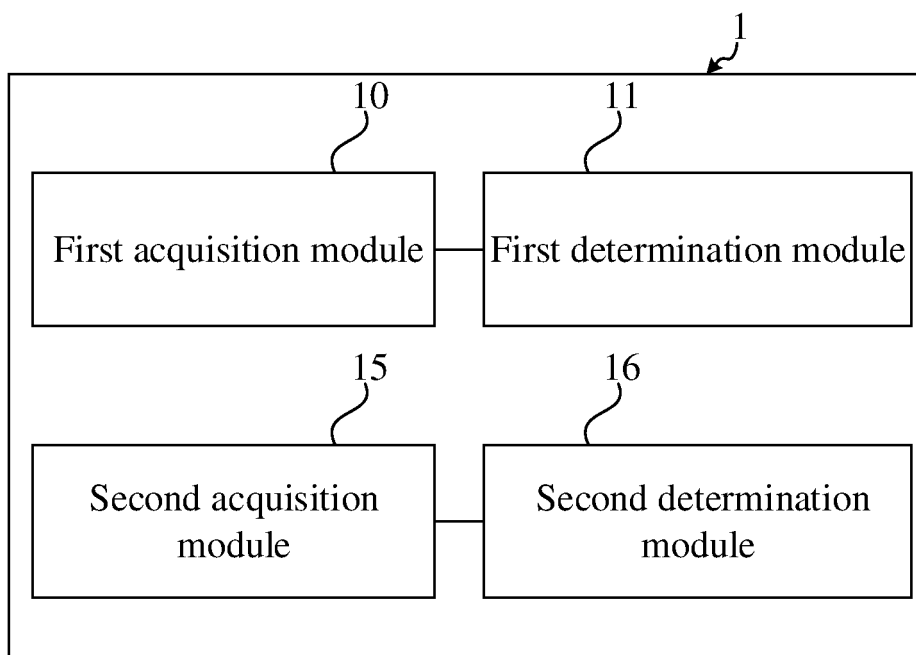 1
10
11
First acquisition module
First determination module
15
16
Second acquisition
module
Second determination
module